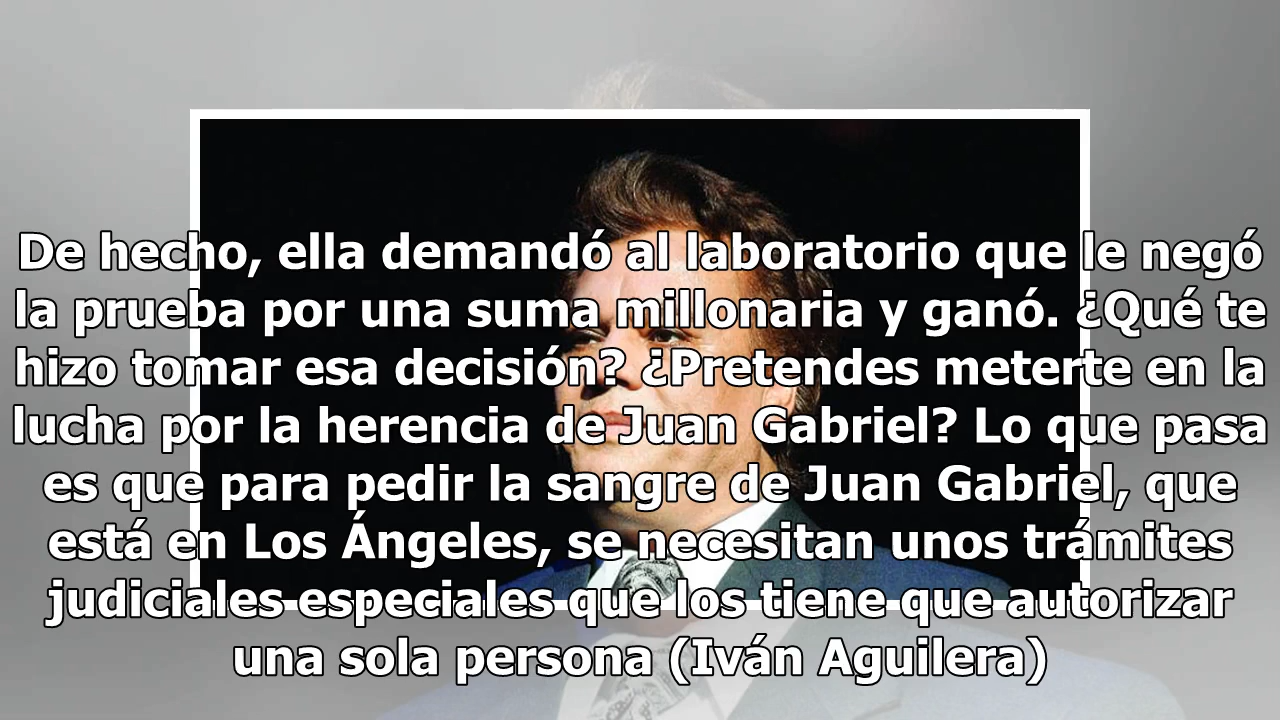 De hecho, ella demandó al laboratorio que le negó
la prueba por una suma millonaria y ganó. ¿Qué te
hizo tomar esa decisión? ¿Pretendes meterte en la
lucha por la herencia de Juan Gabriel? Lo que pasa
es que para pedir la sangre de Juan Gabriel, que
está en Los Ángeles, se necesitan unos trámites
judiciales especiales que los tiene que autorizar
una sola persona (Iván Aguilera)